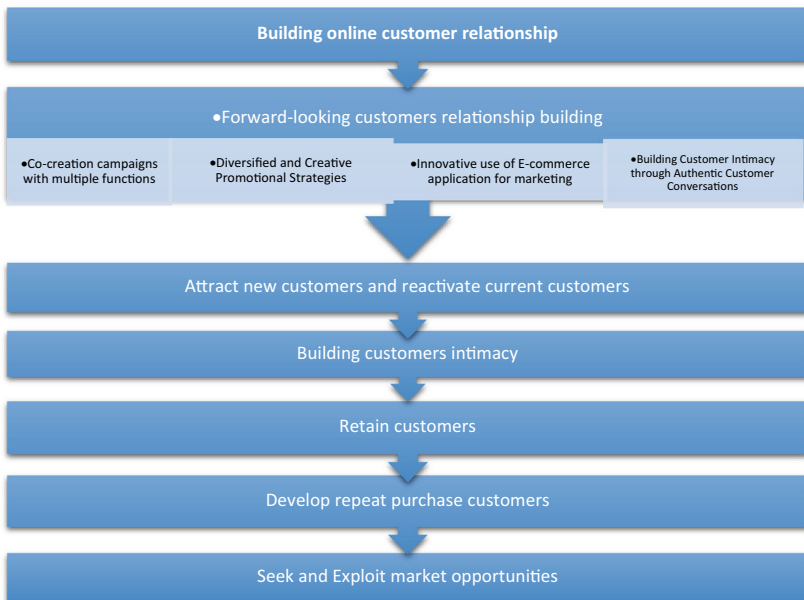 Building online customer relationship
•Forward-looking customers relationship building
•Co-creation campaigns
with multiple functions
•Diversified and Creative
Promotional Strategies
•Innovative use of E-commerce
application for marketing
•Building Customer Intimacy
through Authentic Customer
Conversations
Attract new customers and reactivate current customers
Building customers intimacy
Retain customers
Develop repeat purchase customers
Seek and Exploit market opportunities